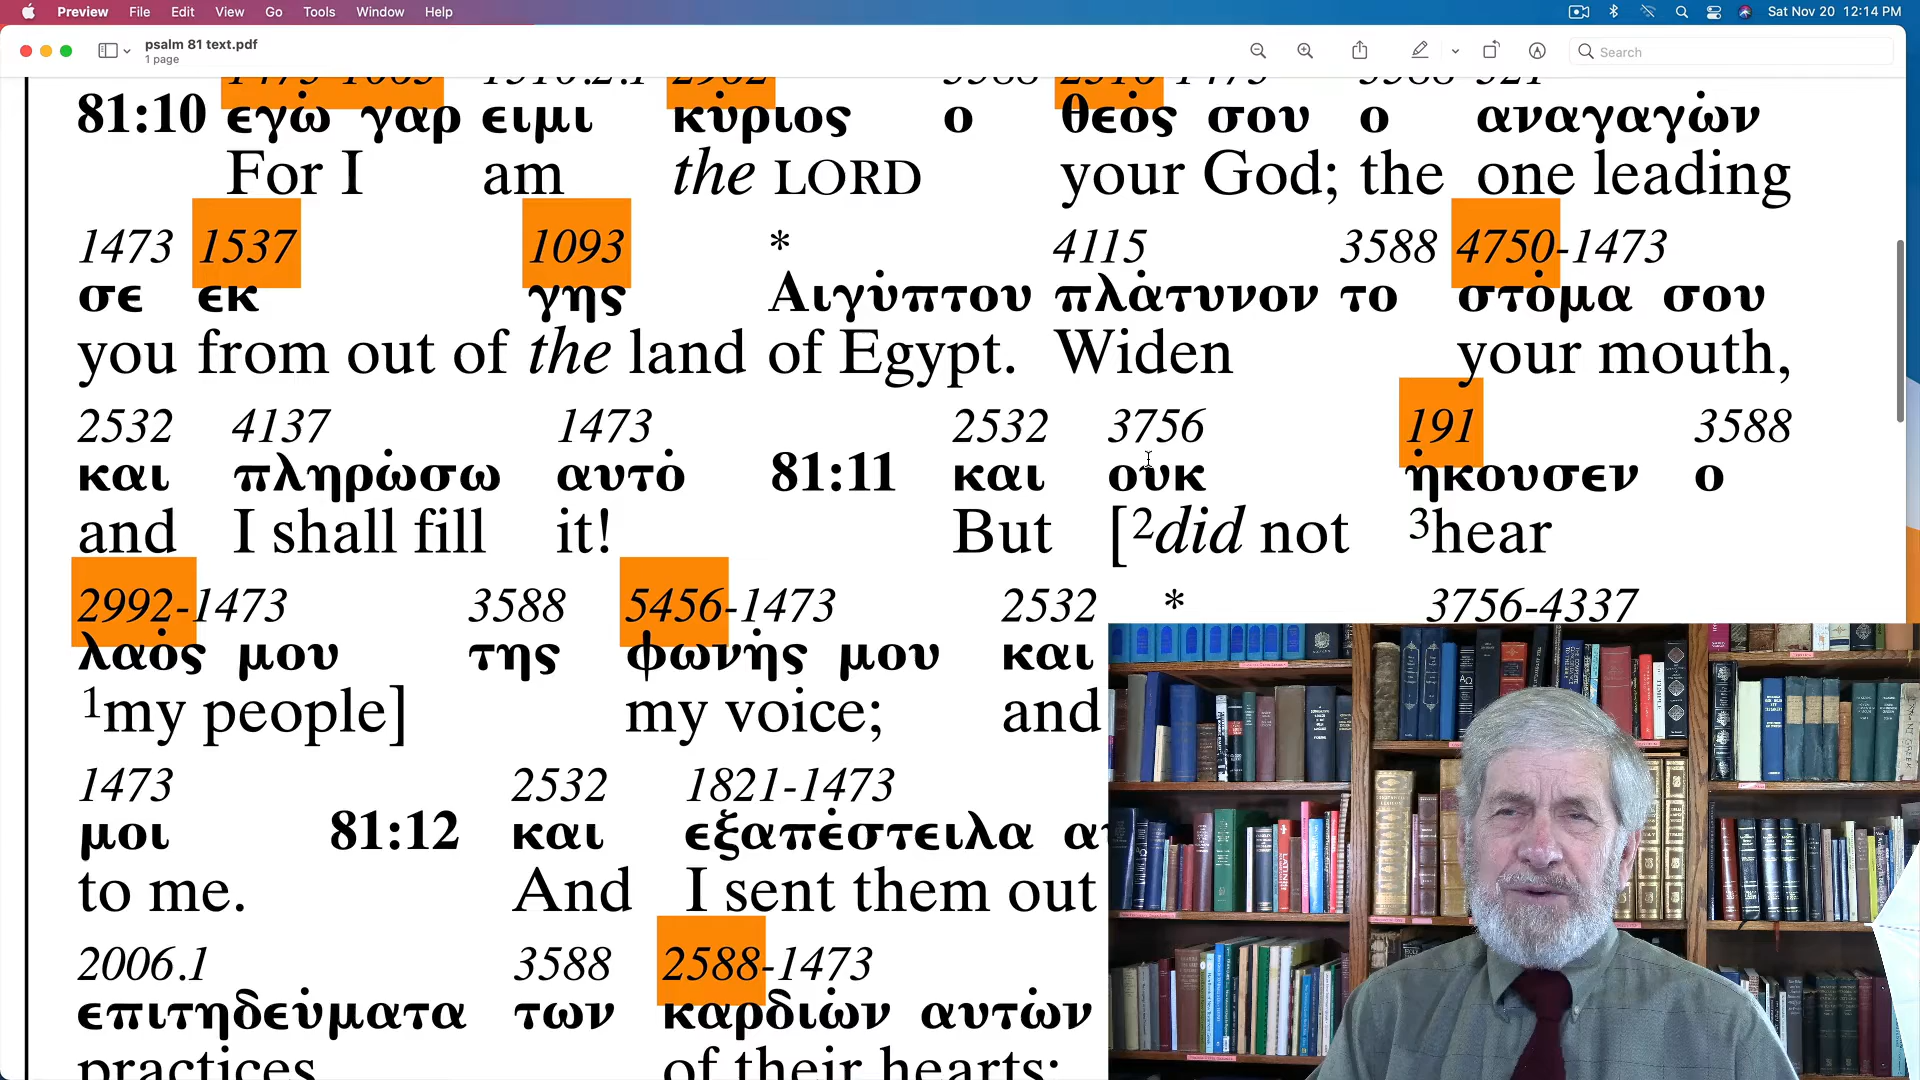 Preview File Edit View Go Tools Window Help Sat Nov 20 12:14 PM
psalm 81 text.pdf
1 page
Search
81:10 εγώ γαρ ειμι κύριος ο θεός σου ο αναγαγών
For I am the LORD your God; the one leading
1473 1537 1093 * 4115 3588 4750-1473
σε εκ γης Αιγύπτου πλάτυνον το στόμα σου
you from out of the land of Egypt. Widen your mouth,
2532 4137 1473 2532 3756 191 3588
και πληρώσω αυτό 81:11 και ουκ ήκουσεν ο
and I shall fill it! But [²did not ³hear
2992-1473 3588 5456-1473 2532 * 3756-4337
λαός μου της φωνής μου και
¹my people] my voice; and
1473 2532 1821-1473
μοι 81:12 και εξαπέστειλα
to me. And I sent them out
2006.1 3588 2588-1473
επιτηδεύματα των καρδιών αυτών
practices of their hearts;